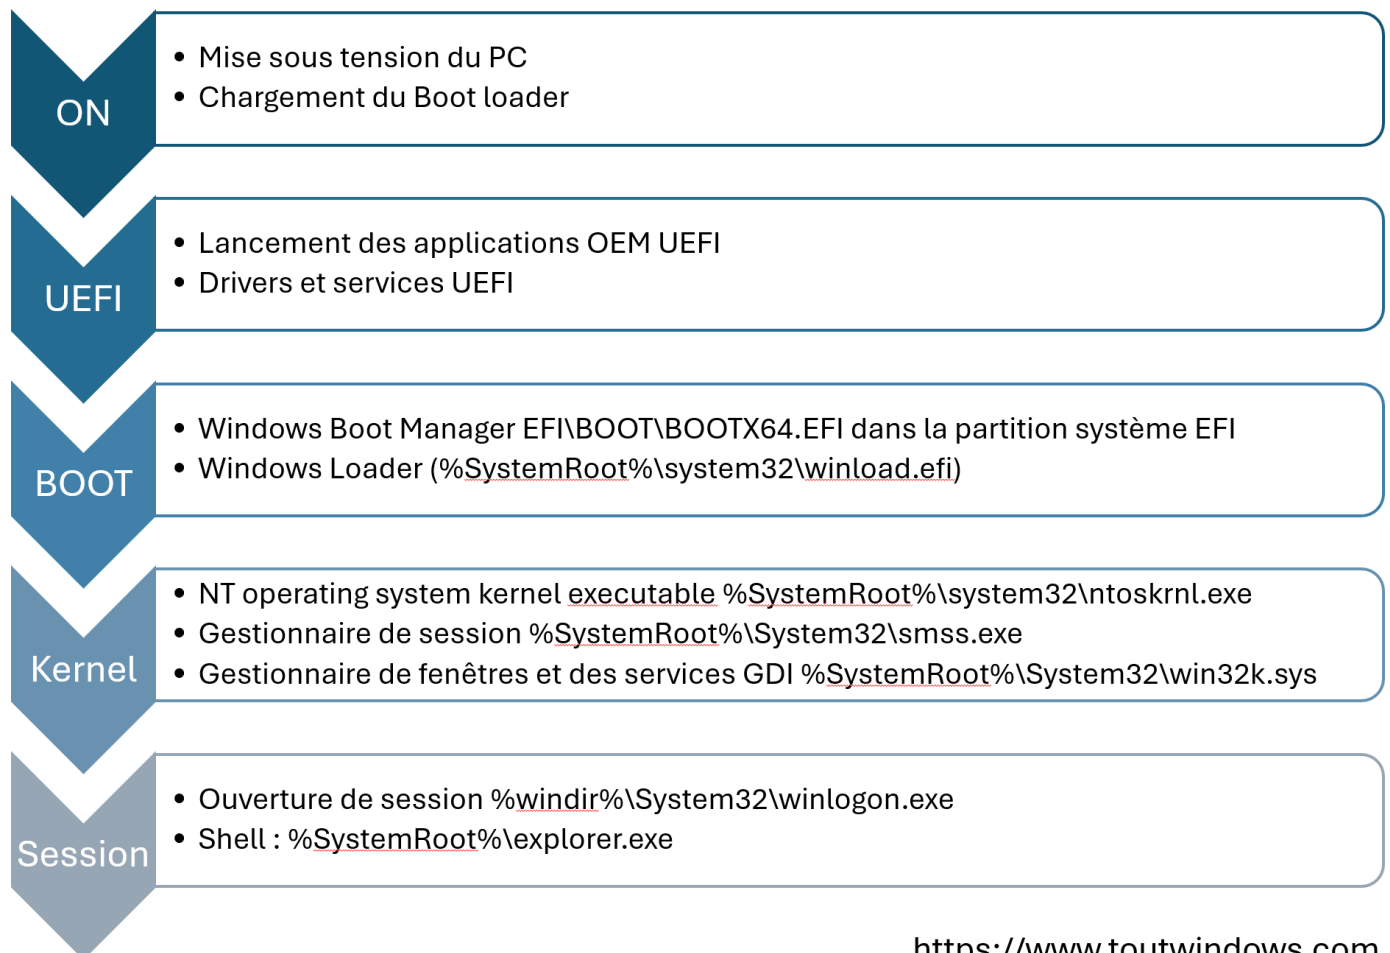 ON
• Mise sous tension du PC
• Chargement du Boot loader
UEFI
• Lancement des applications OEM UEFI
• Drivers et services UEFI
BOOT
• Windows Boot Manager EFI\BOOT\BOOTX64.EFI dans la partition système EFI
• Windows Loader (%SystemRoot%\system32\winload.efi)
Kernel
• NT operating system kernel executable %SystemRoot%\system32\ntoskrnl.exe
• Gestionnaire de session %SystemRoot%\System32\smss.exe
• Gestionnaire de fenêtres et des services GDI %SystemRoot%\System32\win32k.sys
Session
• Ouverture de session %windir%\System32\winlogon.exe
• Shell : %SystemRoot%\explorer.exe
https://www.toutwindows.com